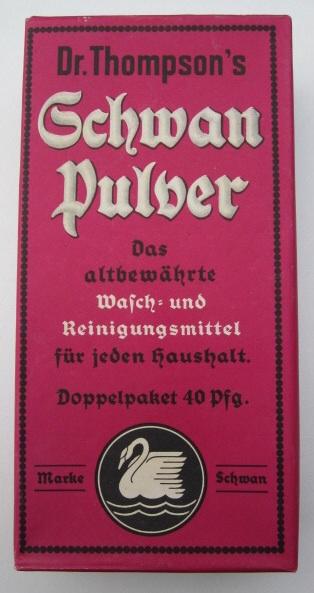 Dr. Thompson's
Schwan
Pulver
Das
altbewährte
Waſch- und
Reinigungsmittel
für jeden Haushalt.
Doppelpaket 40 Pfg.
Marke Schwan